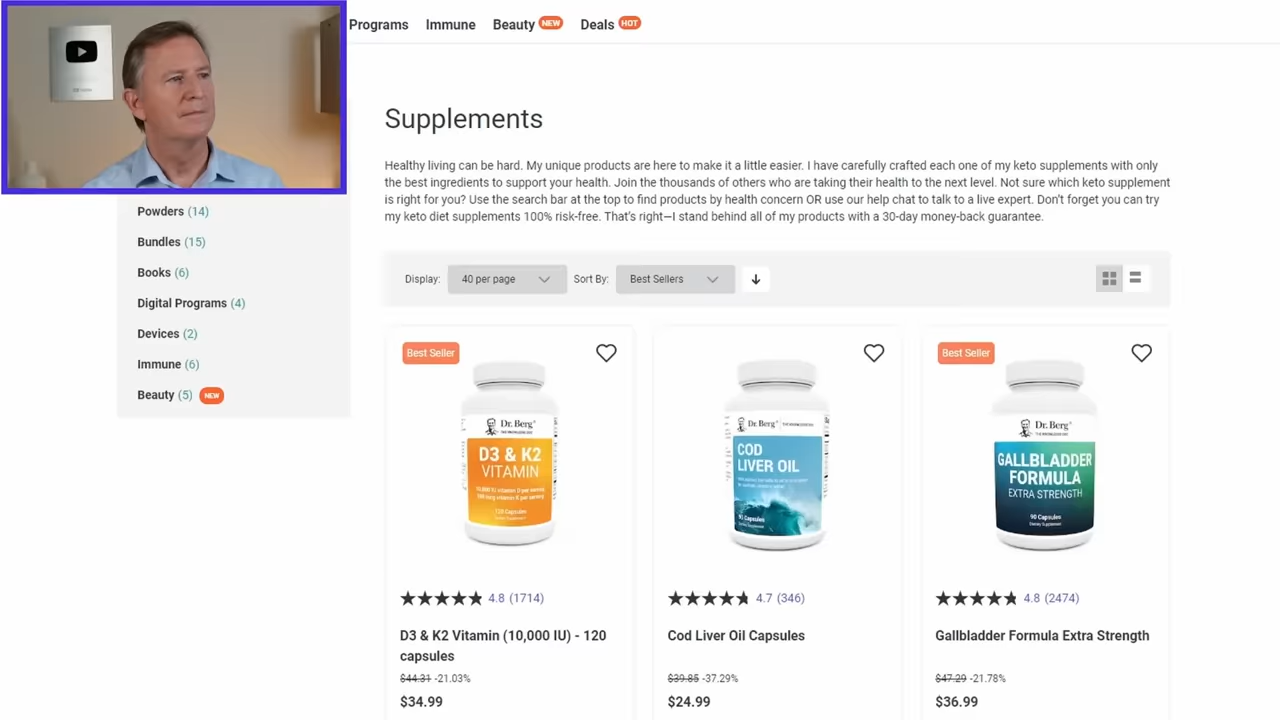 Programs Immune Beauty NEW Deals HOT
Supplements
Healthy living can be hard. My unique products are here to make it a little easier. I have carefully crafted each one of my keto supplements with only
the best ingredients to support your health. Join the thousands of others who are taking their health to the next level. Not sure which keto supplement
is right for you? Use the search bar at the top to find products by health concern OR use our help chat to talk to a live expert. Don't forget you can try
my keto diet supplements 100% risk-free. That's right—I stand behind all of my products with a 30-day money-back guarantee.
Powders (14)
Bundles (15)
Books (6)
Digital Programs (4)
Devices (2)
Immune (6)
Beauty (5) NEW
Display: 40 per page Sort By: Best Sellers
Best Seller
Dr. Berg®
D3 & K2
VITAMIN
120 Capsules
4.8 (1714)
D3 & K2 Vitamin (10,000 IU) - 120
capsules
$44.31 -21.03%
$34.99
Dr. Berg®
COD
LIVER OIL
90 Capsules
4.7 (346)
Cod Liver Oil Capsules
$39.85 -37.29%
$24.99
Best Seller
Dr. Berg®
GALLBLADDER
FORMULA
EXTRA STRENGTH
90 Capsules
Dietary Supplement
4.8 (2474)
Gallbladder Formula Extra Strength
$47.29 -21.78%
$36.99